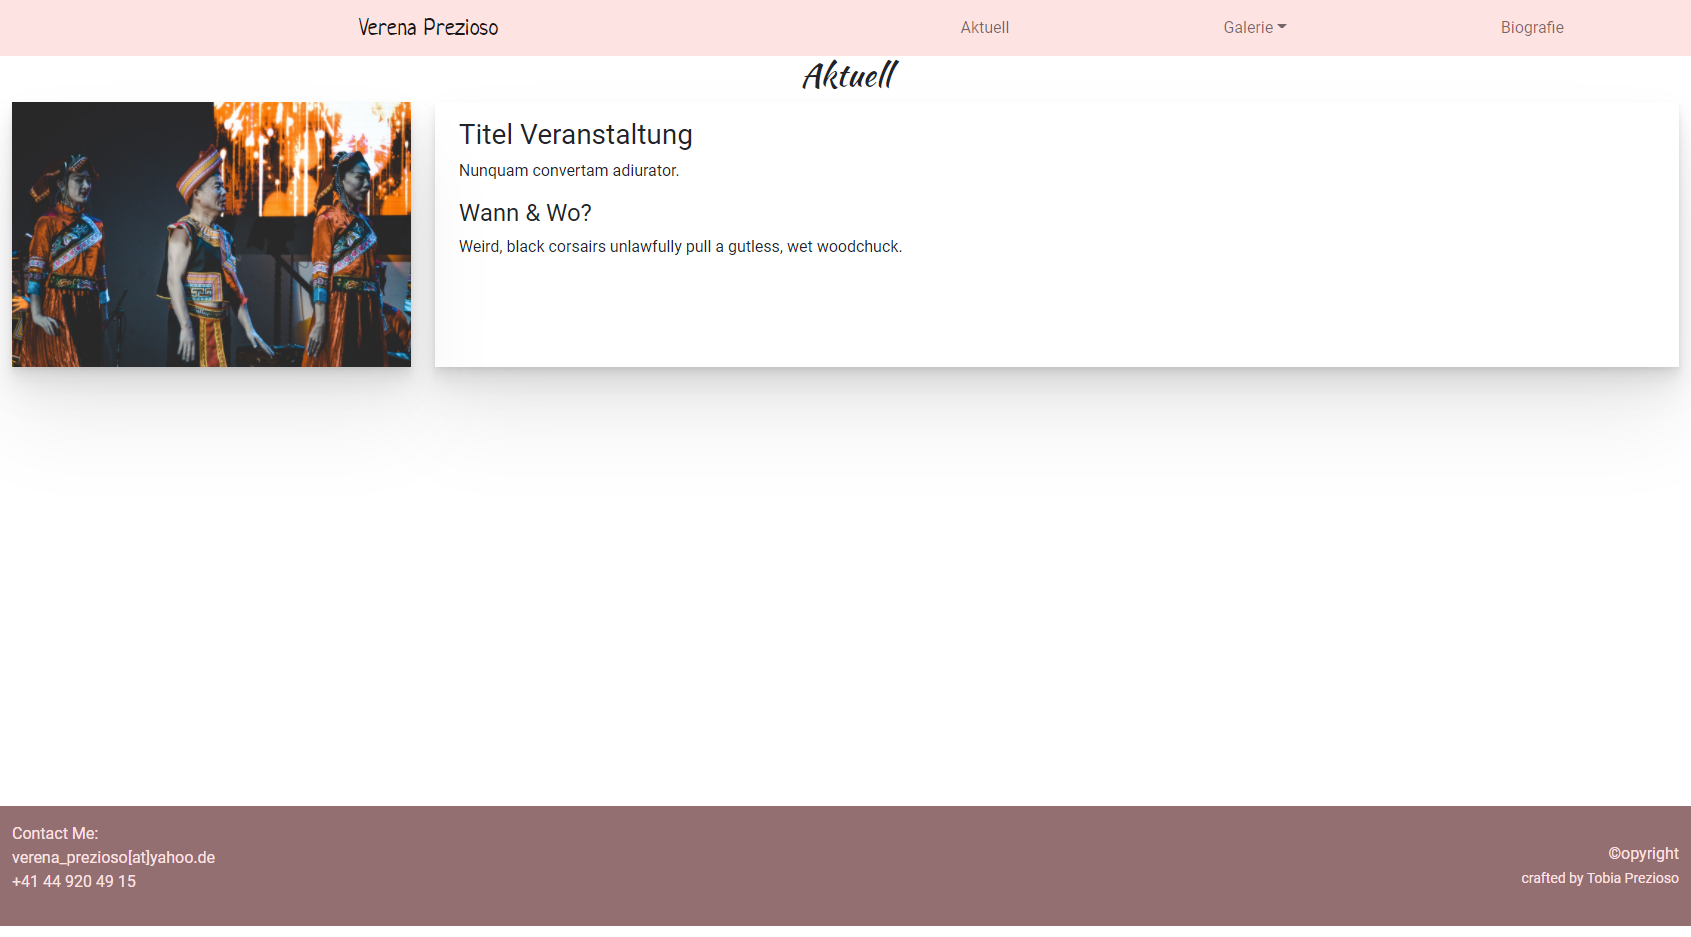 Verena Prezioso
Aktuell
Galerie
Biografie
Aktuell
Titel Veranstaltung
Nunquam convertam adiurator.
Wann & Wo?
Weird, black corsairs unlawfully pull a gutless, wet woodchuck.
Contact Me:
verena_prezioso[at]yahoo.de
+41 44 920 49 15
©opyright
crafted by Tobia Prezioso